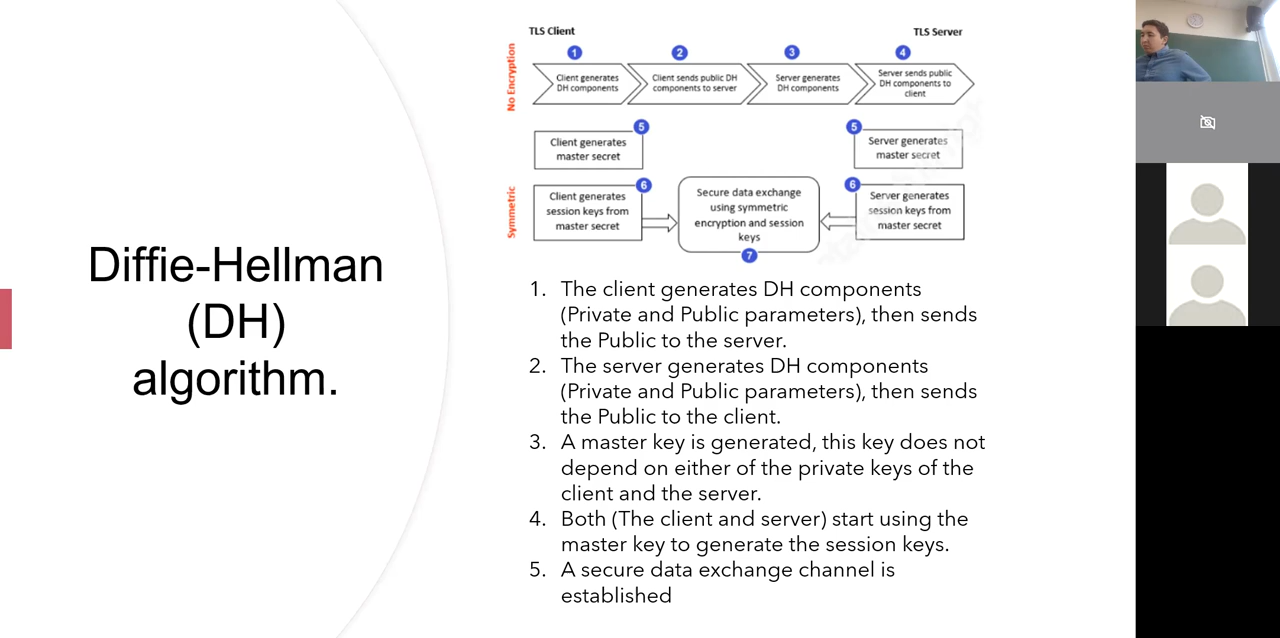 Diffie-Hellman
(DH)
algorithm.
TLS Client
TLS Server
No Encryption
1
2
3
4
Client generates
DH components
Client sends public DH
components to server
Server generates
DH components
Server sends public
DH components to
client
5
5
Client generates
master secret
Server generates
master secret
Symmetric
6
6
Client generates
session keys from
master secret
Secure data exchange
using symmetric
encryption and session
keys
Server generates
session keys from
master secret
7
1. The client generates DH components
(Private and Public parameters), then sends
the Public to the server.
2. The server generates DH components
(Private and Public parameters), then sends
the Public to the client.
3. A master key is generated, this key does not
depend on either of the private keys of the
client and the server.
4. Both (The client and server) start using the
master key to generate the session keys.
5. A secure data exchange channel is
established